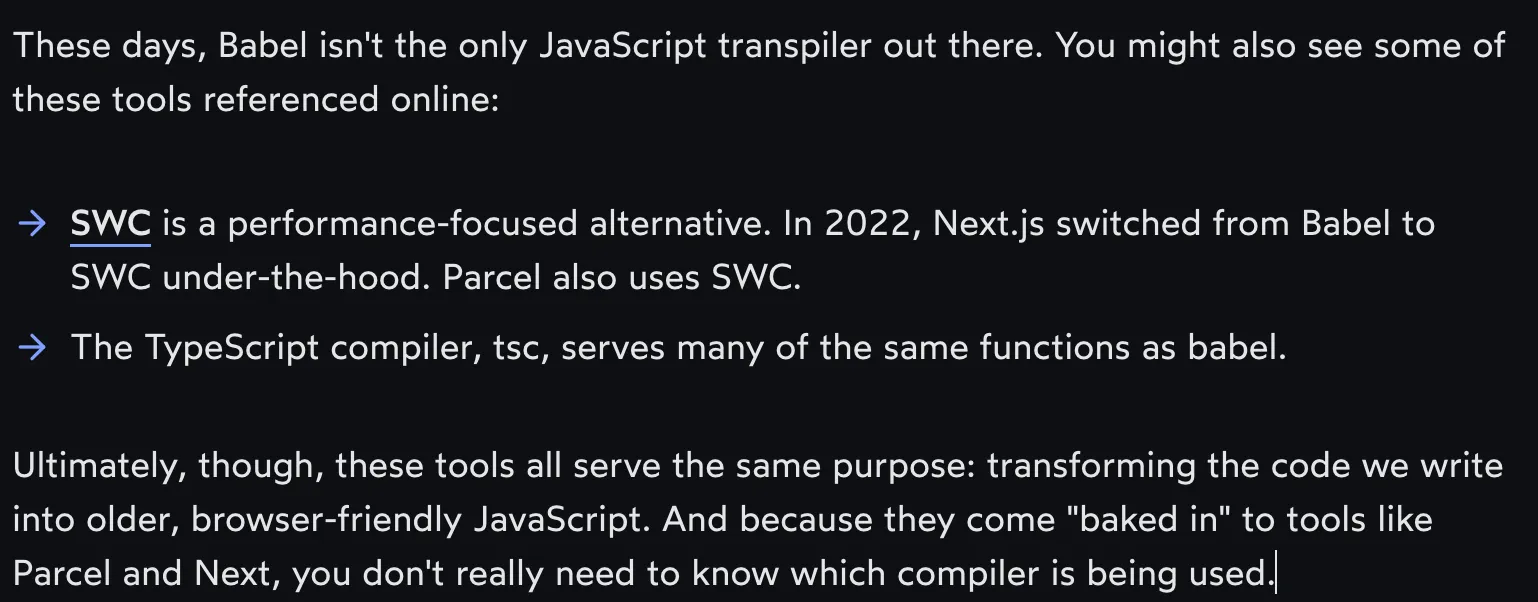 These days, Babel isn't the only JavaScript transpiler out there. You might also see some of
these tools referenced online:
→ SWC is a performance-focused alternative. In 2022, Next.js switched from Babel to
SWC under-the-hood. Parcel also uses SWC.
→ The TypeScript compiler, tsc, serves many of the same functions as babel.
Ultimately, though, these tools all serve the same purpose: transforming the code we write
into older, browser-friendly JavaScript. And because they come "baked in" to tools like
Parcel and Next, you don't really need to know which compiler is being used.